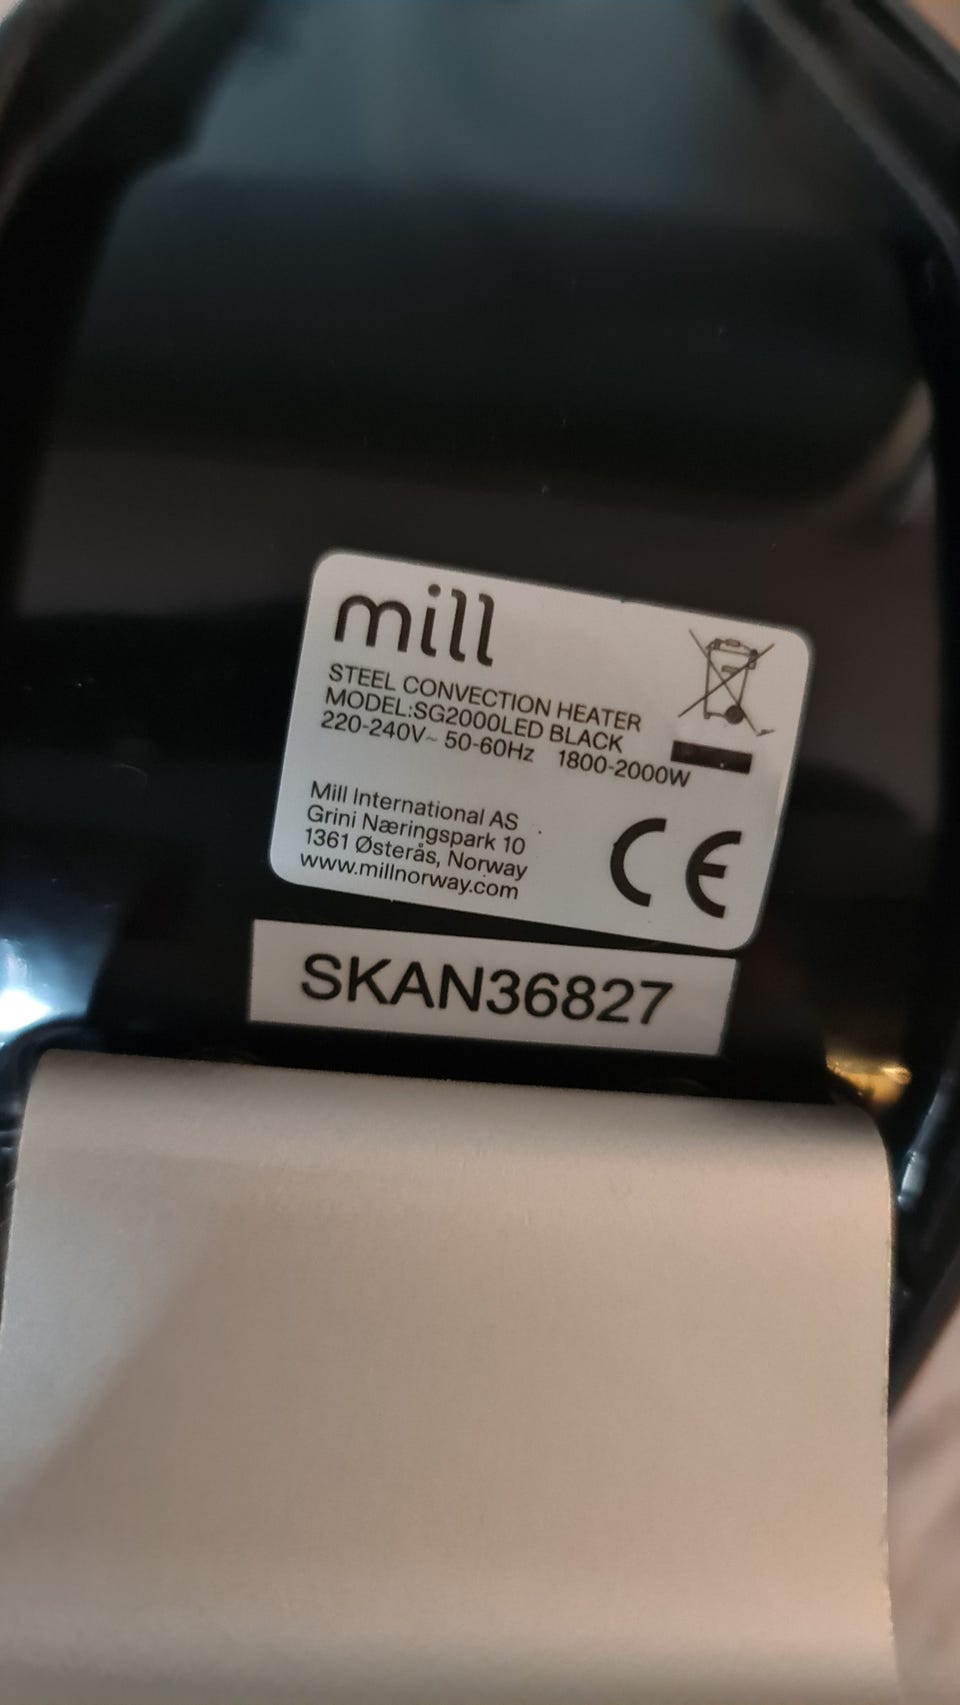 mill
STEEL CONVECTION HEATER
MODEL:SG2000LED BLACK
220-240V~ 50-60Hz 1800-2000W
Mill International AS
Grini Næringspark 10
1361 Østerås, Norway
www.millnorway.com
CE
SKAN36827